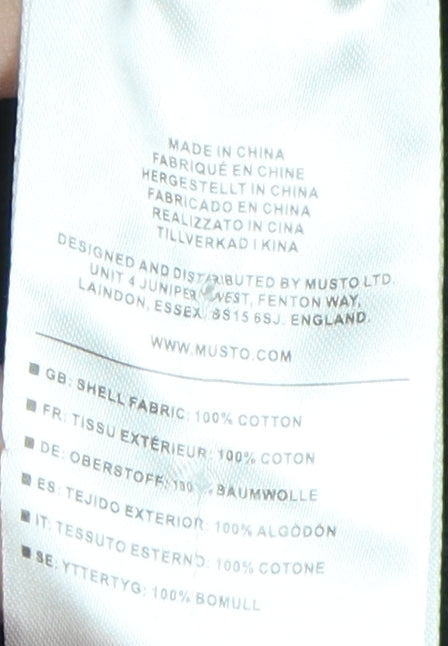 MADE IN CHINA
FABRIQUÉ EN CHINE
HERGESTELLT IN CHINA
FABRICADO EN CHINA
REALIZZATO IN CINA
TILLVERKAD I KINA
DESIGNED AND DISTRIBUTED BY MUSTO LTD.
UNIT 4 JUNIPER WEST, FENTON WAY,
LAINDON, ESSEX. SS15 6SJ. ENGLAND.
WWW.MUSTO.COM
GB: SHELL FABRIC: 100% COTTON
FR: TISSU EXTÉRIEUR: 100% COTON
DE: OBERSTOFF: 100% BAUMWOLLE
ES: TEJIDO EXTERIOR: 100% ALGODÓN
IT: TESSUTO ESTERNO: 100% COTONE
SE: YTTERTYG: 100% BOMULL